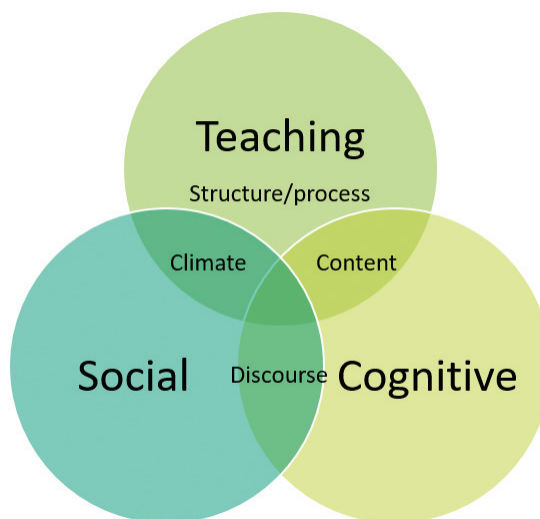 Teaching
Structure/process
Climate
Content
Social
Discourse
Cognitive